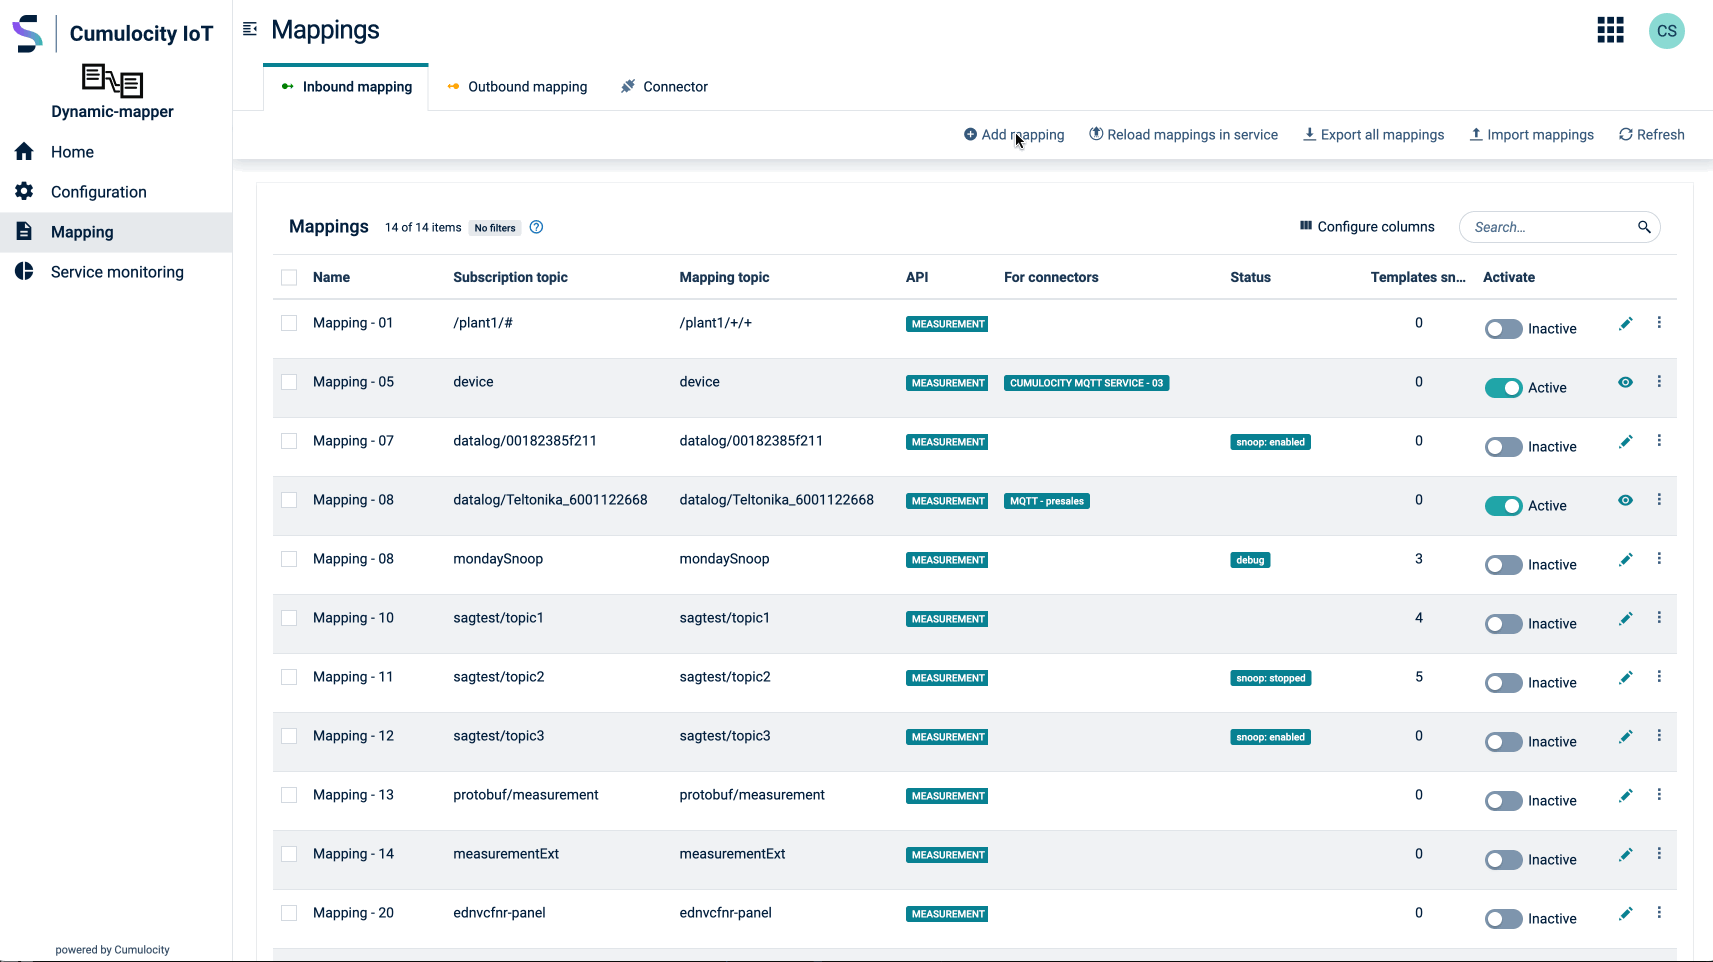 Cumulocity IoT
Dynamic-mapper
Home
Configuration
Mapping
Service monitoring
powered by Cumulocity
Mappings
CS
Inbound mapping Outbound mapping Connector
Add mapping Reload mappings in service Export all mappings Import mappings Refresh
Mappings 14 of 14 items No filters Configure columns Search...
Name Subscription topic Mapping topic API For connectors Status Templates sn... Activate
Mapping - 01 /plant1/# /plant1/+/+ MEASUREMENT 0 Inactive
Mapping - 05 device device MEASUREMENT CUMULOCITY MQTT SERVICE - 03 0 Active
Mapping - 07 datalog/00182385f211 datalog/00182385f211 MEASUREMENT snoop: enabled 0 Inactive
Mapping - 08 datalog/Teltonika_6001122668 datalog/Teltonika_6001122668 MEASUREMENT MQTT - presales 0 Active
Mapping - 08 mondaySnoop mondaySnoop MEASUREMENT debug 3 Inactive
Mapping - 10 sagtest/topic1 sagtest/topic1 MEASUREMENT 4 Inactive
Mapping - 11 sagtest/topic2 sagtest/topic2 MEASUREMENT snoop: stopped 5 Inactive
Mapping - 12 sagtest/topic3 sagtest/topic3 MEASUREMENT snoop: enabled 0 Inactive
Mapping - 13 protobuf/measurement protobuf/measurement MEASUREMENT 0 Inactive
Mapping - 14 measurementExt measurementExt MEASUREMENT 0 Inactive
Mapping - 20 ednvcfnr-panel ednvcfnr-panel MEASUREMENT 0 Inactive